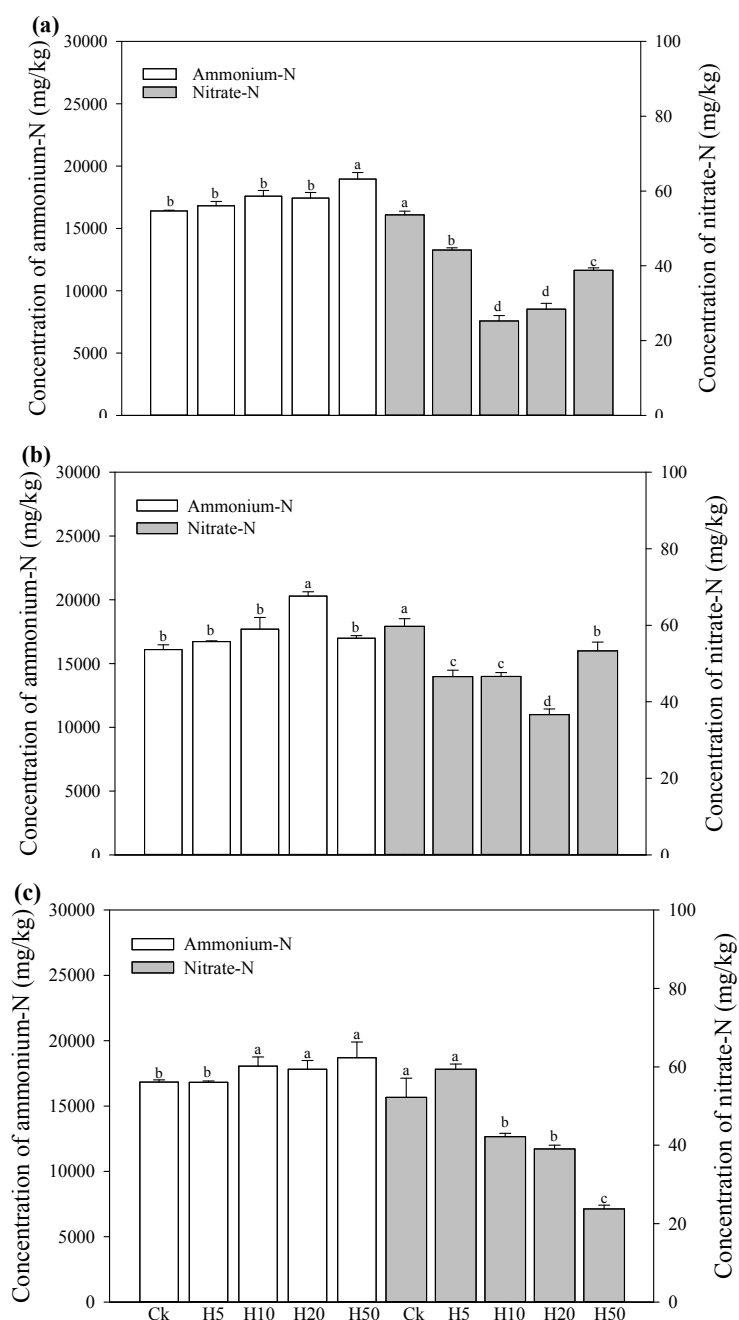 (a)
30000
25000
20000
15000
10000
5000
0
Concentration of ammonium-N (mg/kg)
Ammonium-N
Nitrate-N
b b b b a a b d d c
100
80
60
40
20
0
Concentration of nitrate-N (mg/kg)
(b)
30000
25000
20000
15000
10000
5000
0
Concentration of ammonium-N (mg/kg)
Ammonium-N
Nitrate-N
b b b a b a c c d b
100
80
60
40
20
0
Concentration of nitrate-N (mg/kg)
(c)
30000
25000
20000
15000
10000
5000
0
Concentration of ammonium-N (mg/kg)
Ammonium-N
Nitrate-N
b b a a a a a b b c
100
80
60
40
20
0
Concentration of nitrate-N (mg/kg)
Ck H5 H10 H20 H50 Ck H5 H10 H20 H50